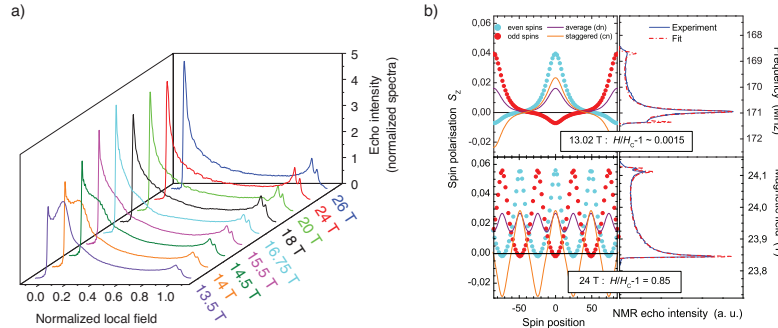 a)
Echo intensity
(normalized spectra)
5
4
3
2
1
0
26 T
24 T
20 T
18 T
16.75 T
15.5 T
14.5 T
14 T
13.5 T
0.0 0.2 0.4 0.6 0.8 1.0
Normalized local field
b)
Spin polarisation S_z
0,06
0,04
0,02
0,00
-0,02
even spins
odd spins
average (dn)
staggered (cn)
Experiment
Fit
168
169
170
171
13.02 T : H/H_C-1 ~ 0.0015
0,06
0,04
0,02
0,00
-0,02
24.1
24.0
23.9
23.8
24 T : H/H_C-1 = 0.85
-50 0 50
Spin position
NMR echo intensity (a. u.)